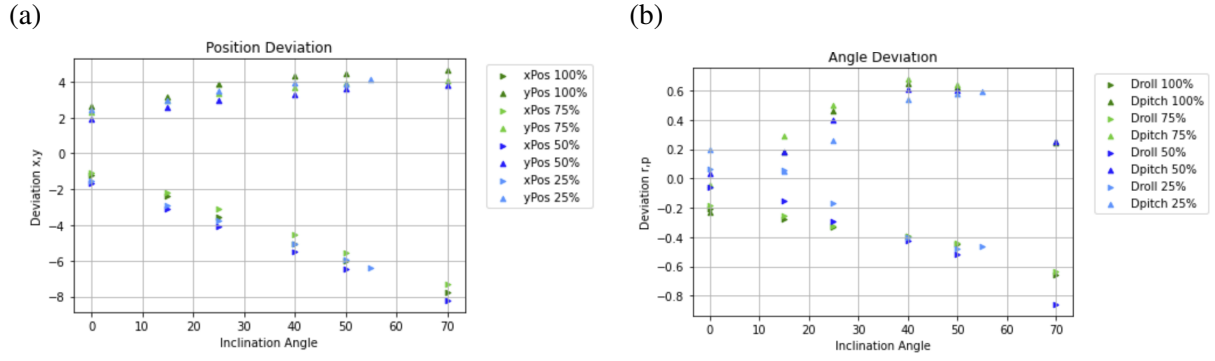 (a)
Position Deviation
Deviation x,y
4
2
0
−2
−4
−6
−8
0 10 20 30 40 50 60 70
Inclination Angle
xPos 100%
yPos 100%
xPos 75%
yPos 75%
xPos 50%
yPos 50%
xPos 25%
yPos 25%
(b)
Angle Deviation
Deviation r,p
0.6
0.4
0.2
0.0
−0.2
−0.4
−0.6
−0.8
0 10 20 30 40 50 60 70
Inclination Angle
Droll 100%
Dpitch 100%
Droll 75%
Dpitch 75%
Droll 50%
Dpitch 50%
Droll 25%
Dpitch 25%